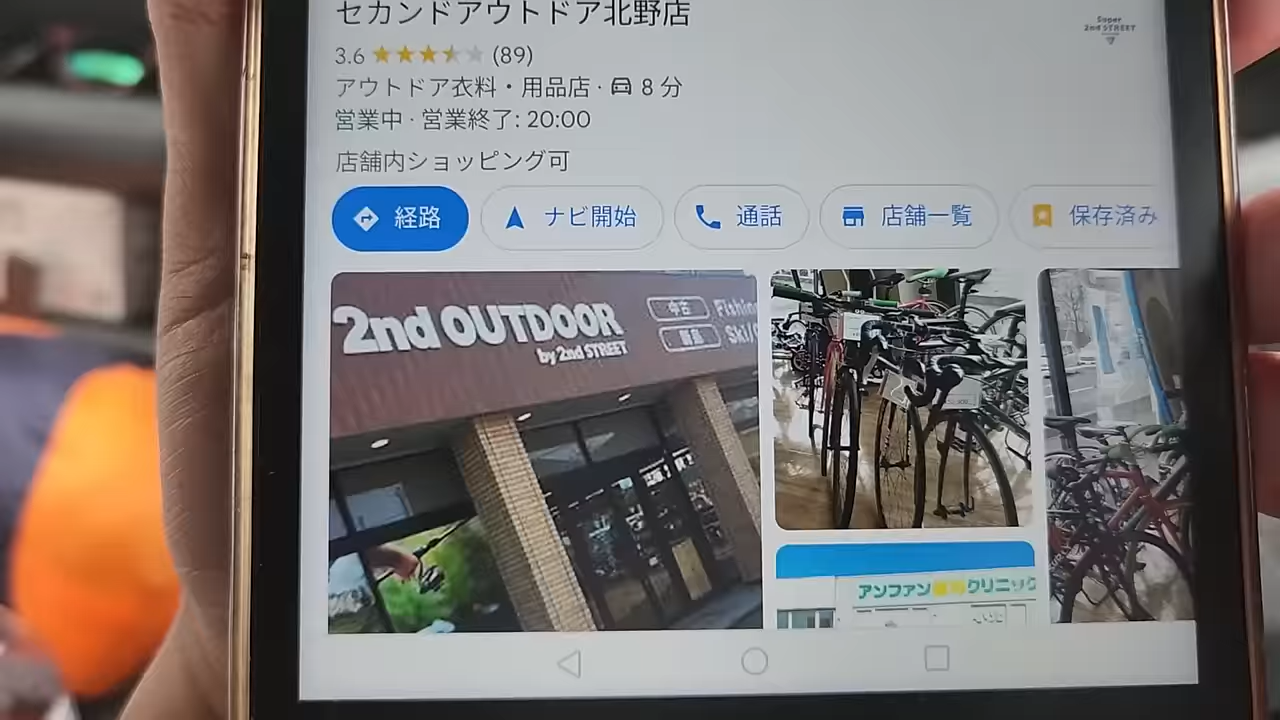 セカンドアウトドア北野店
Super
2nd STREET
3.6 (89)
アウトドア衣料・用品店 · 8 分
営業中 · 営業終了: 20:00
店舗内ショッピング可
経路
ナビ開始
通話
店舗一覧
保存済み
2nd OUTDOOR
by 2nd STREET
中古
Fishin
Ski/
アンファン
クリニック